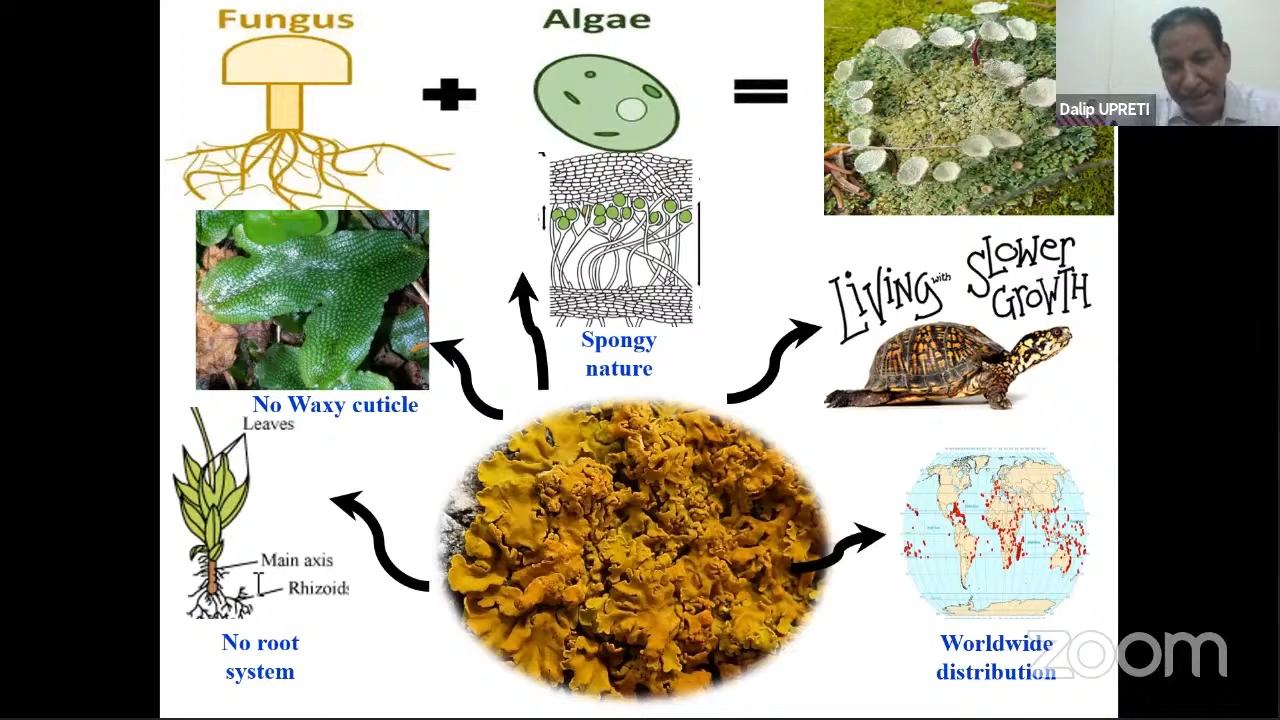 Fungus
Algae
Dalip UPRETI
LIVING with SLOWER GROWTH
Spongy
nature
No Waxy cuticle
Leaves
Main axis
Rhizoids
No root
system
Worldwide
distribution
zoom